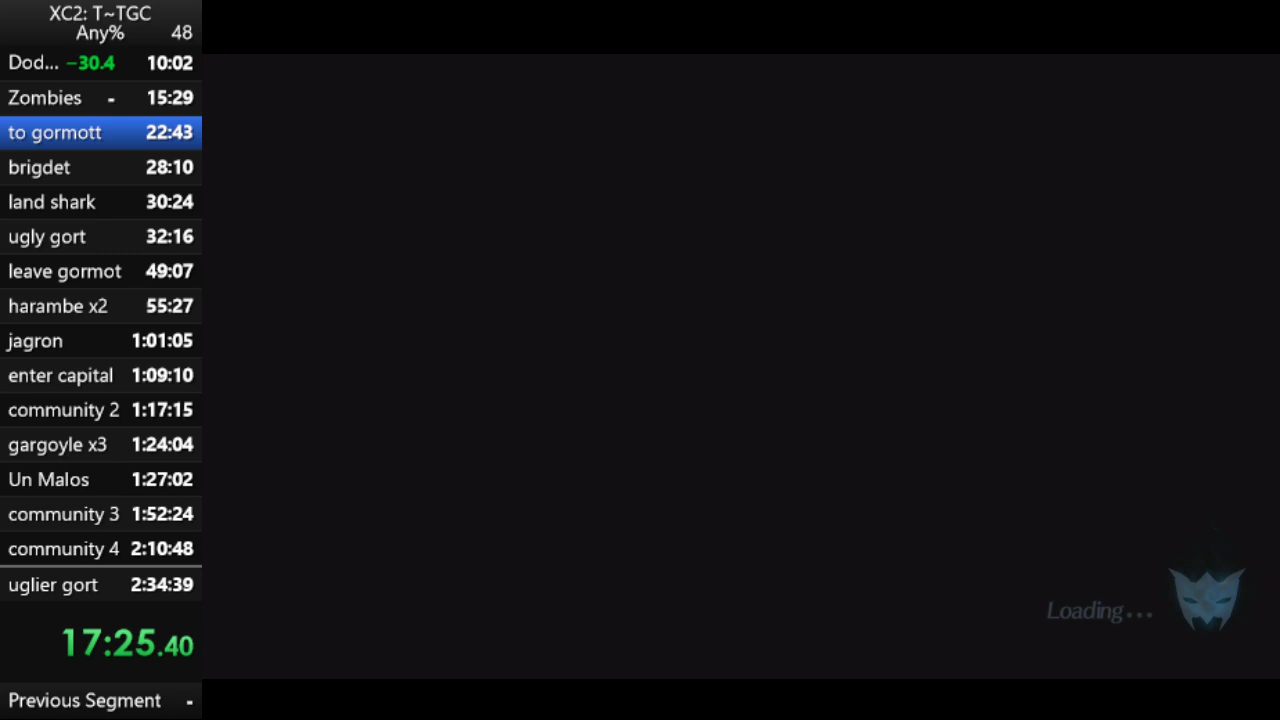 XC2: T~TGC
Any% 48
Dod... −30.4 10:02
Zombies - 15:29
to gormott 22:43
brigdet 28:10
land shark 30:24
ugly gort 32:16
leave gormot 49:07
harambe x2 55:27
jagron 1:01:05
enter capital 1:09:10
community 2 1:17:15
gargoyle x3 1:24:04
Un Malos 1:27:02
community 3 1:52:24
community 4 2:10:48
uglier gort 2:34:39
Loading...
17:25.40
Previous Segment -